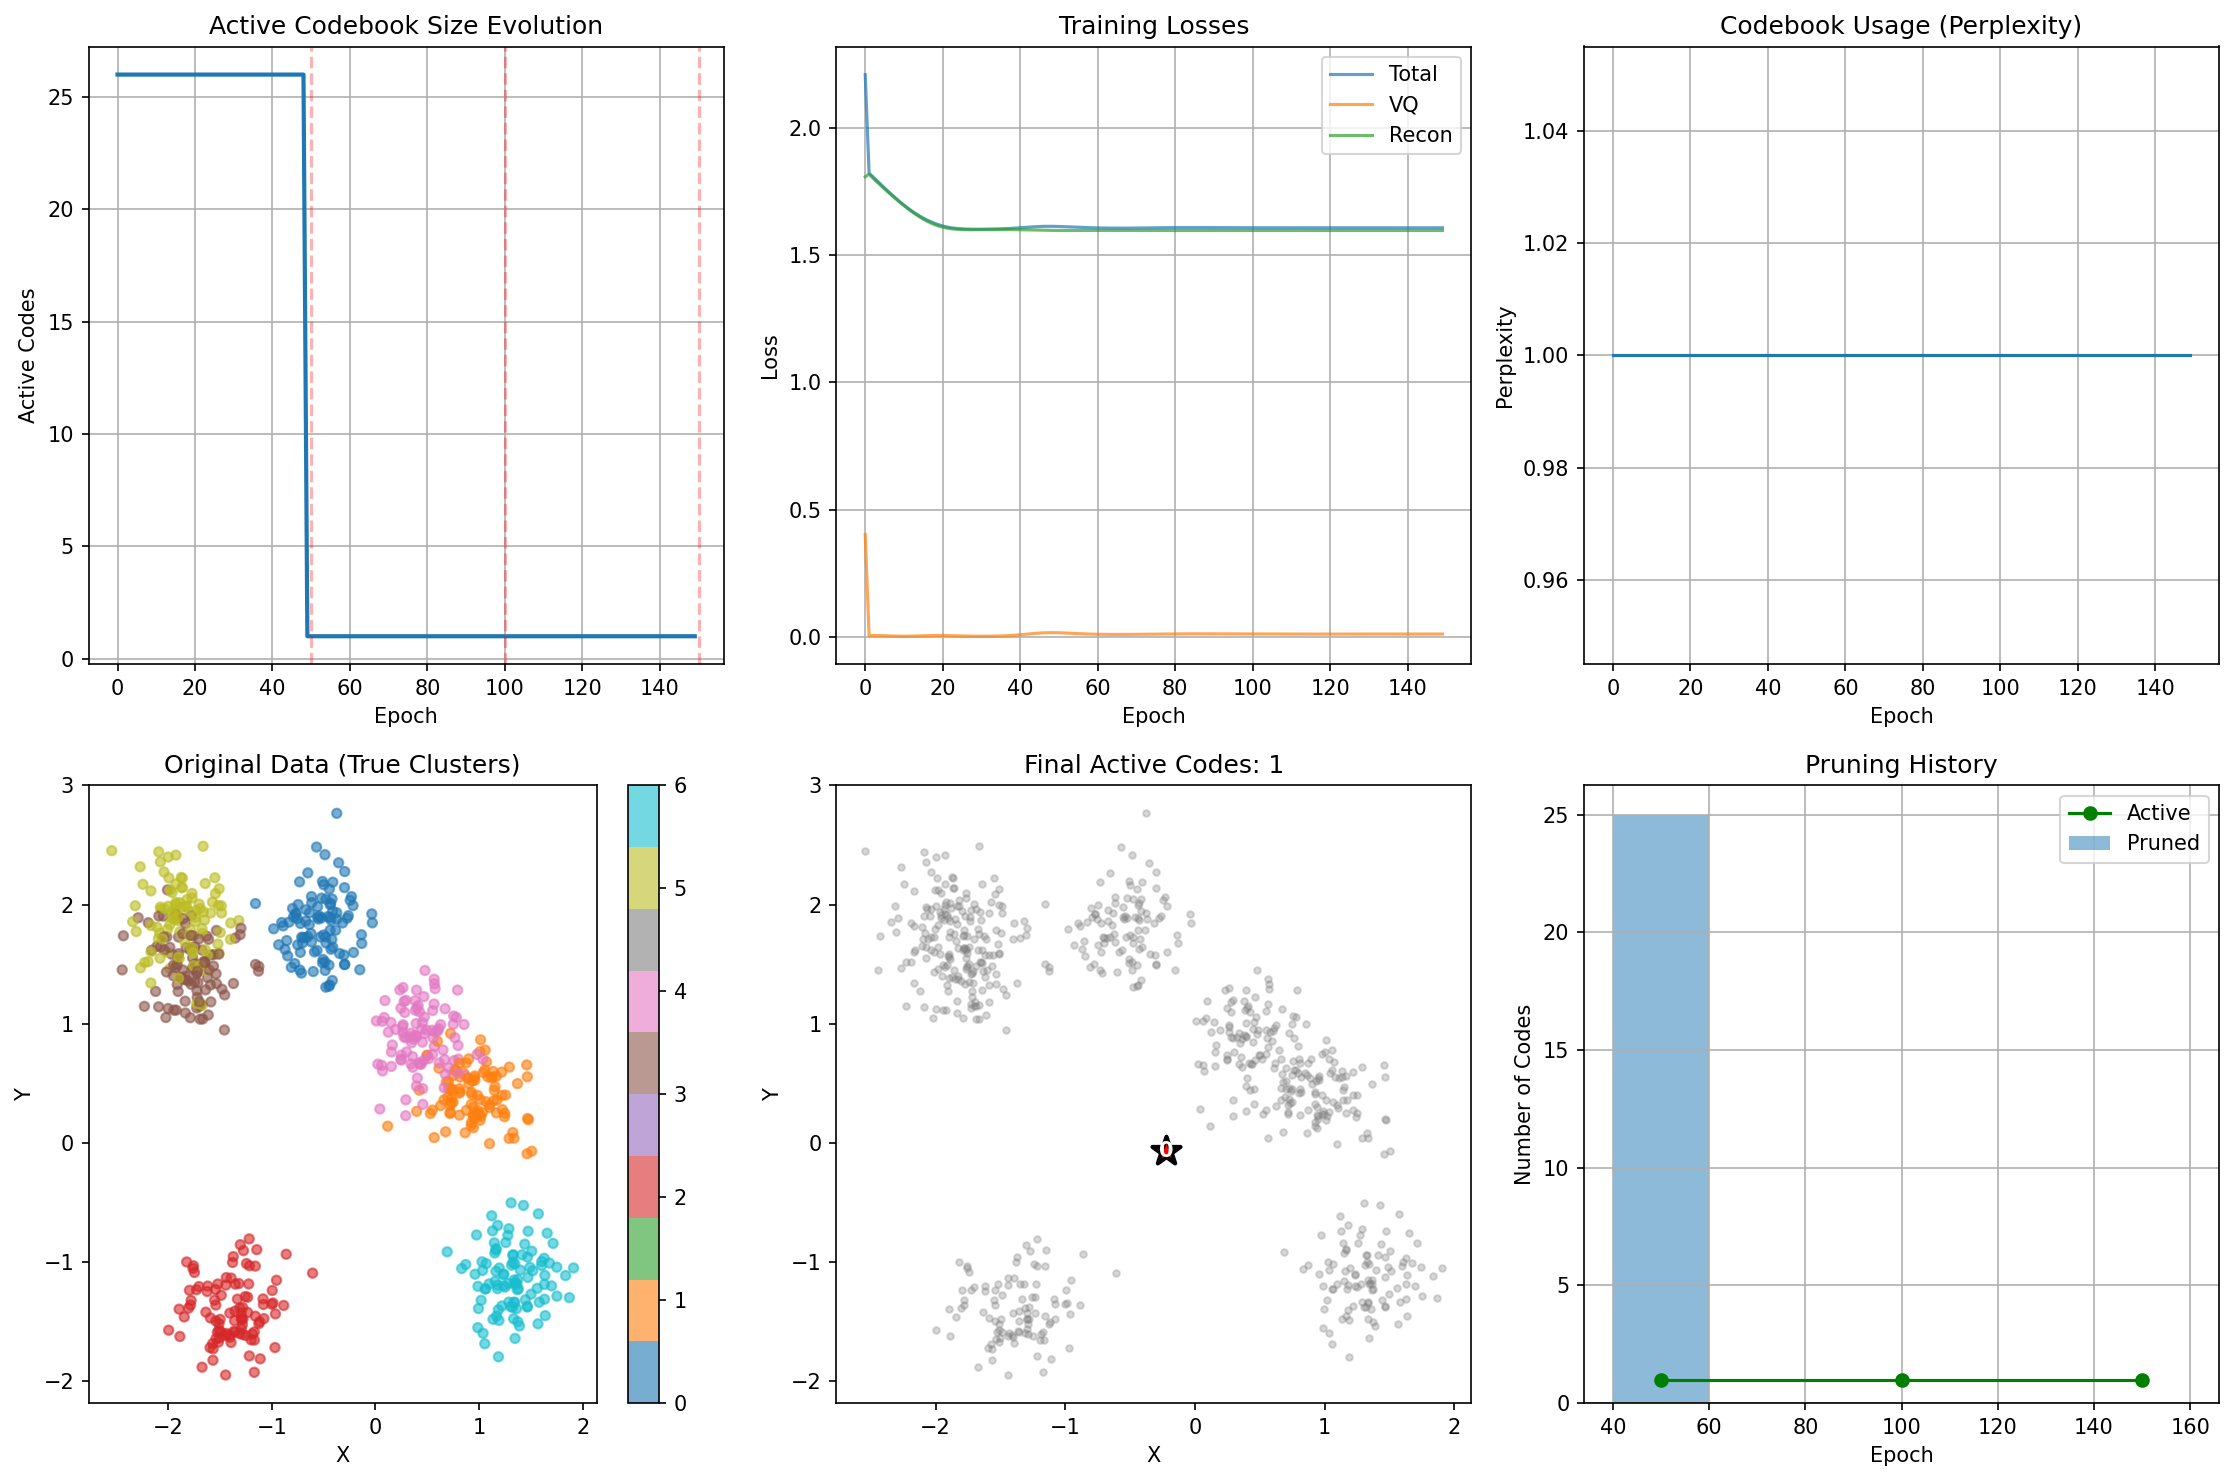 Active Codebook Size Evolution
Active Codes
25
20
15
10
5
0
0 20 40 60 80 100 120 140
Epoch
Training Losses
Total
VQ
Recon
Loss
2.0
1.5
1.0
0.5
0.0
0 20 40 60 80 100 120 140
Epoch
Codebook Usage (Perplexity)
Perplexity
1.04
1.02
1.00
0.98
0.96
0 20 40 60 80 100 120 140
Epoch
Original Data (True Clusters)
Y
3
2
1
0
−1
−2
−2 −1 0 1 2
X
6
5
4
3
2
1
0
Final Active Codes: 1
Y
3
2
1
0
−1
−2
0
−2 −1 0 1 2
X
Pruning History
Active
Pruned
Number of Codes
25
20
15
10
5
0
40 60 80 100 120 140 160
Epoch